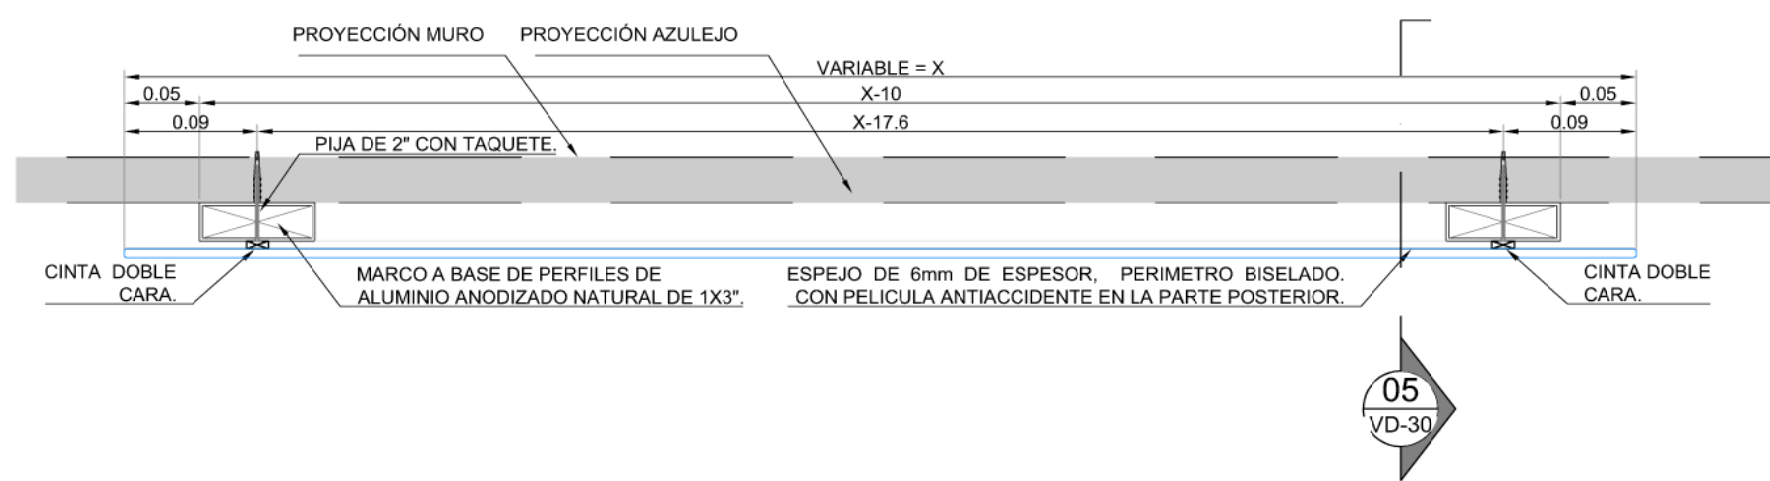 PROYECCIÓN MURO
PROYECCIÓN AZULEJO
VARIABLE = X
0.05
X-10
0.05
0.09
X-17.6
0.09
PIJA DE 2" CON TAQUETE.
CINTA DOBLE
CARA.
MARCO A BASE DE PERFILES DE
ALUMINIO ANODIZADO NATURAL DE 1X3".
ESPEJO DE 6mm DE ESPESOR, PERIMETRO BISELADO.
CON PELICULA ANTIACCIDENTE EN LA PARTE POSTERIOR.
CINTA DOBLE
CARA.
05
VD-30